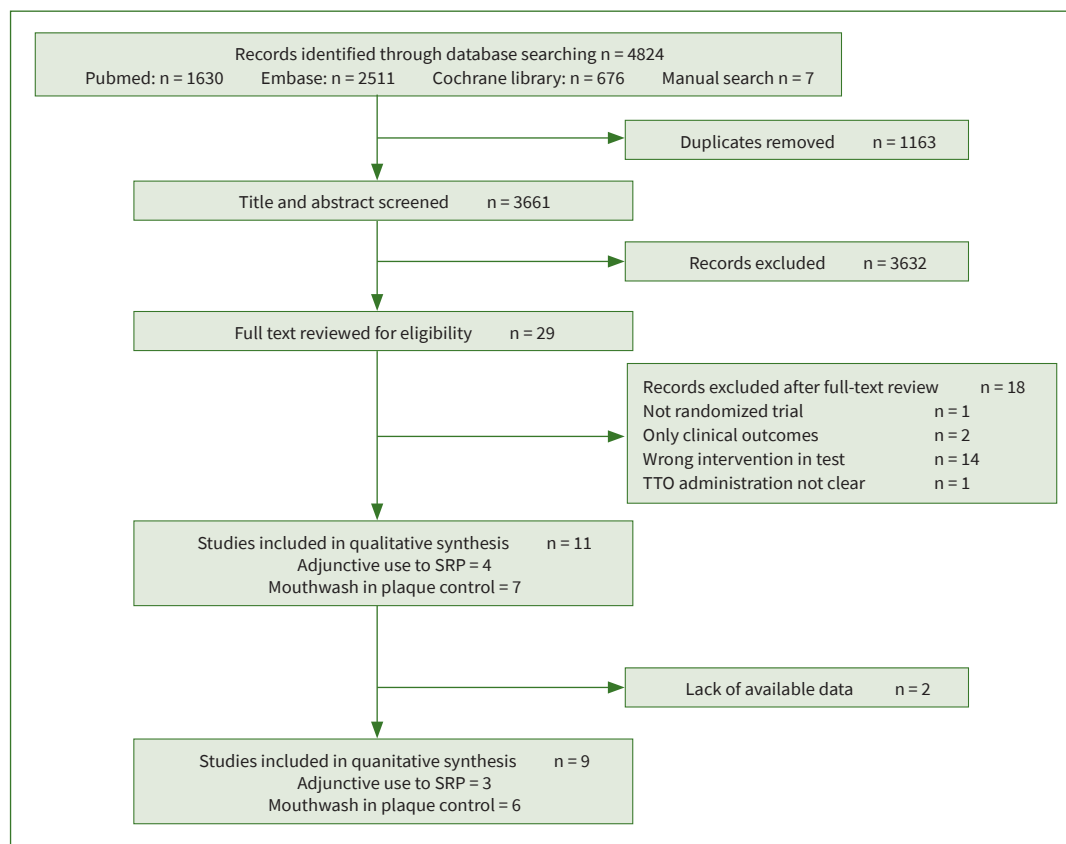 Records identified through database searching n = 4824
Pubmed: n = 1630 Embase: n = 2511 Cochrane library: n = 676 Manual search n = 7
Duplicates removed n = 1163
Title and abstract screened n = 3661
Records excluded n = 3632
Full text reviewed for eligibility n = 29
Records excluded after full-text review n = 18
Not randomized trial n = 1
Only clinical outcomes n = 2
Wrong intervention in test n = 14
TTO administration not clear n = 1
Studies included in qualitative synthesis n = 11
Adjunctive use to SRP = 4
Mouthwash in plaque control = 7
Lack of available data n = 2
Studies included in quanitative synthesis n = 9
Adjunctive use to SRP = 3
Mouthwash in plaque control = 6